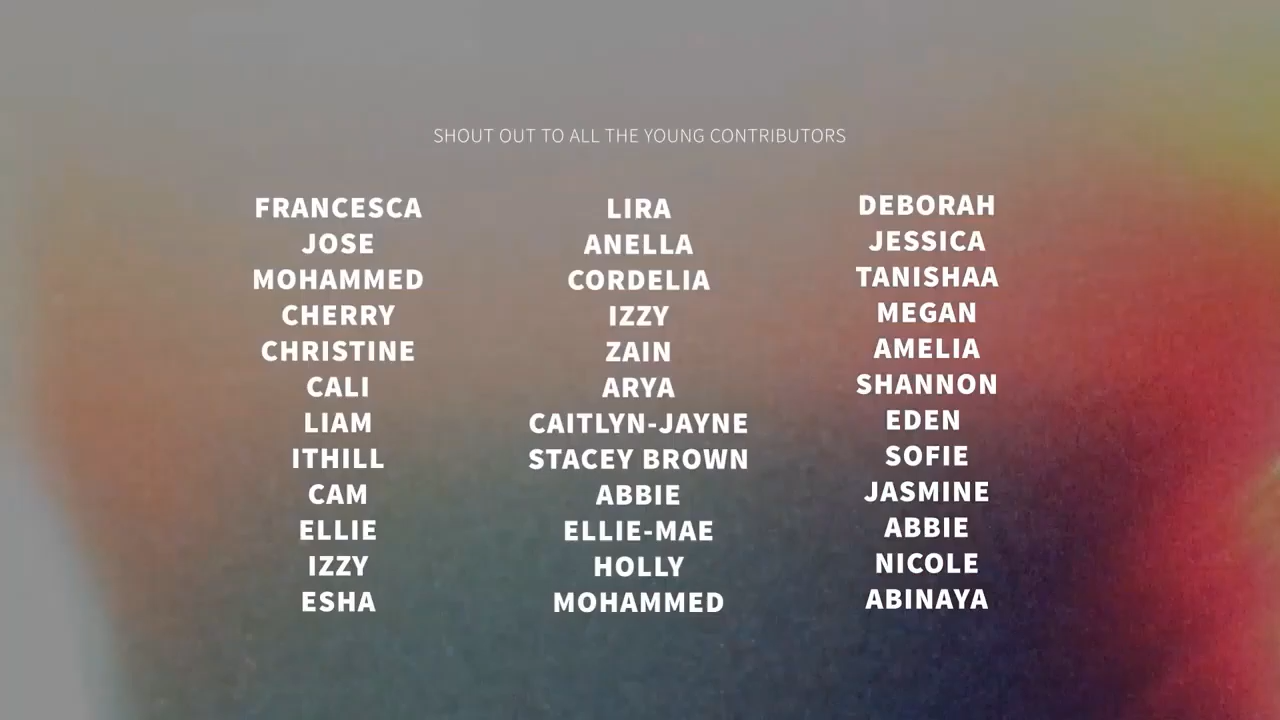 SHOUT OUT TO ALL THE YOUNG CONTRIBUTORS
FRANCESCA
JOSE
MOHAMMED
CHERRY
CHRISTINE
CALI
LIAM
ITHILL
CAM
ELLIE
IZZY
ESHA
LIRA
ANELLA
CORDELIA
IZZY
ZAIN
ARYA
CAITLYN-JAYNE
STACEY BROWN
ABBIE
ELLIE-MAE
HOLLY
MOHAMMED
DEBORAH
JESSICA
TANISHAA
MEGAN
AMELIA
SHANNON
EDEN
SOFIE
JASMINE
ABBIE
NICOLE
ABINAYA